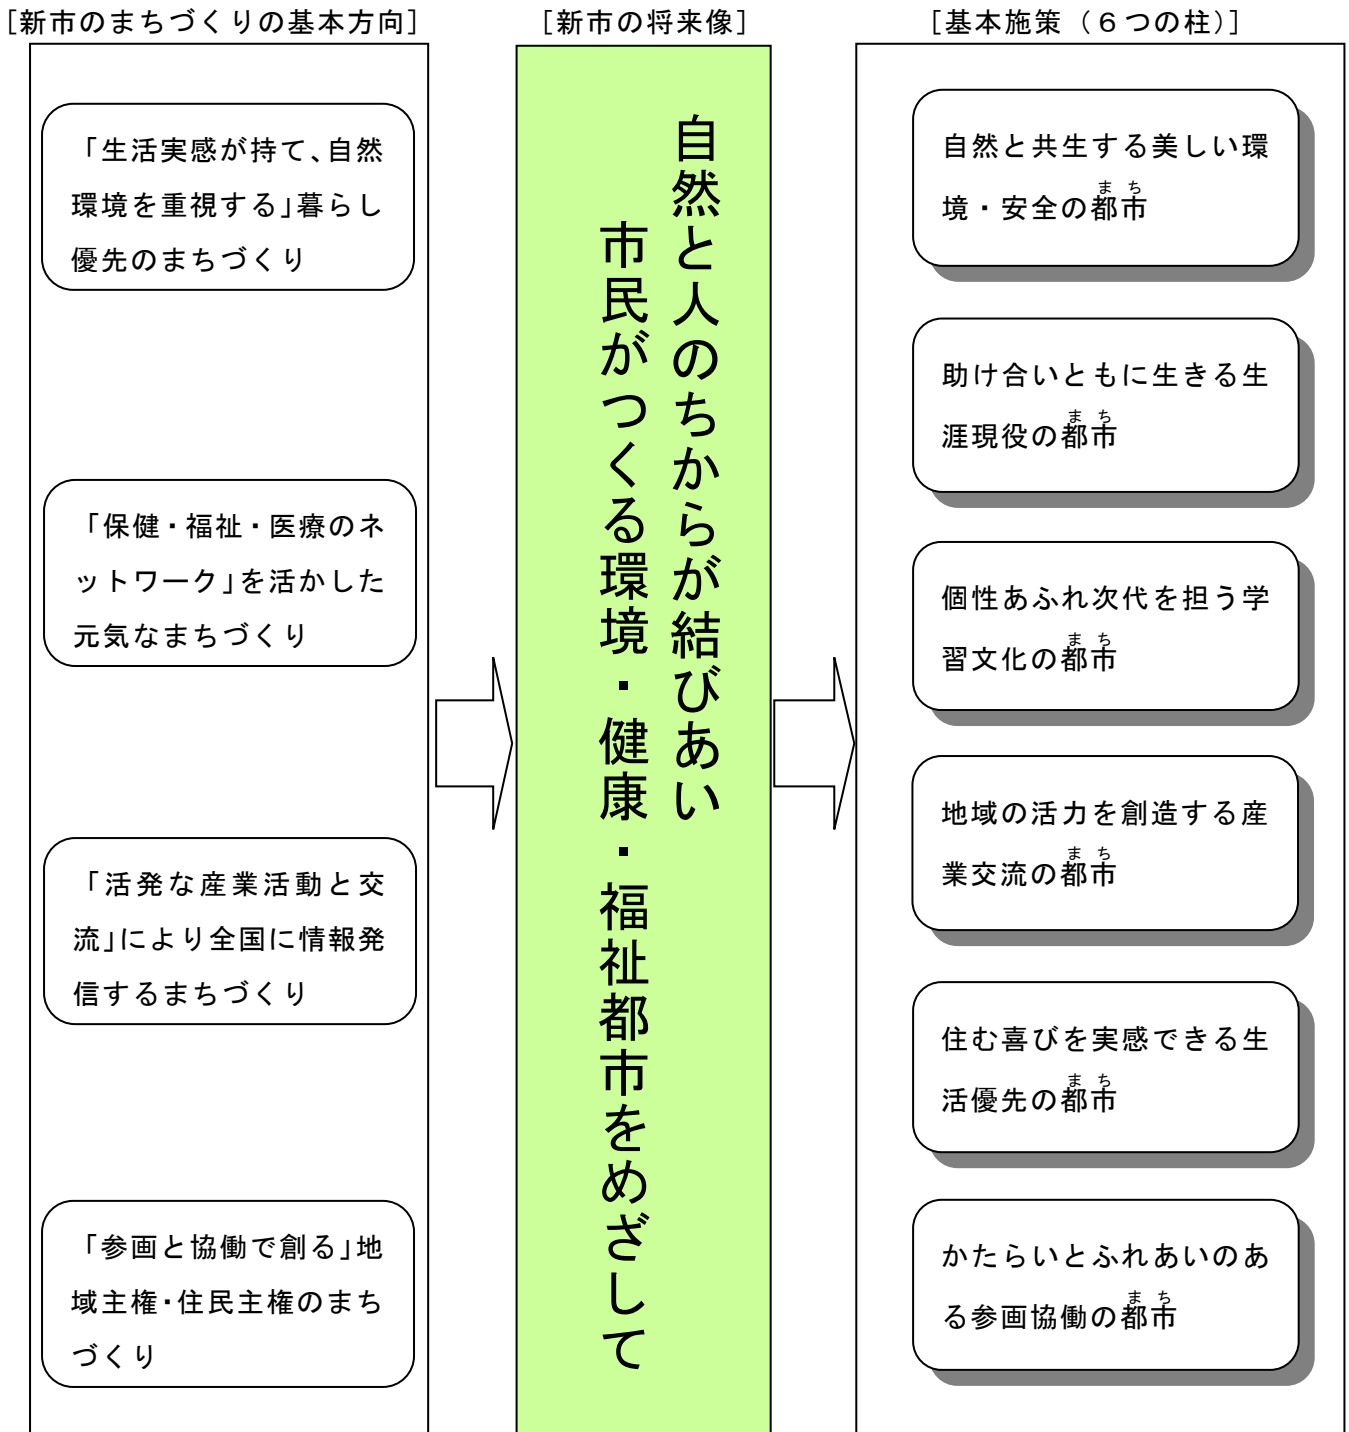 [新市のまちづくりの基本方向]
「生活実感が持て、自然
環境を重視する」暮らし
優先のまちづくり
「保健・福祉・医療のネ
ットワーク」を活かした
元気なまちづくり
「活発な産業活動と交
流」により全国に情報発
信するまちづくり
「参画と協働で創る」地
域主権・住民主権のまち
づくり
[新市の将来像]
自然と人のちからが結びあい
市民がつくる環境・健康・福祉都市をめざして
[基本施策（６つの柱）]
自然と共生する美しい環
まち
境・安全の都市
助け合いともに生きる生
まち
涯現役の都市
個性あふれ次代を担う学
まち
習文化の都市
地域の活力を創造する産
まち
業交流の都市
住む喜びを実感できる生
まち
活優先の都市
かたらいとふれあいのあ
まち
る参画協働の都市